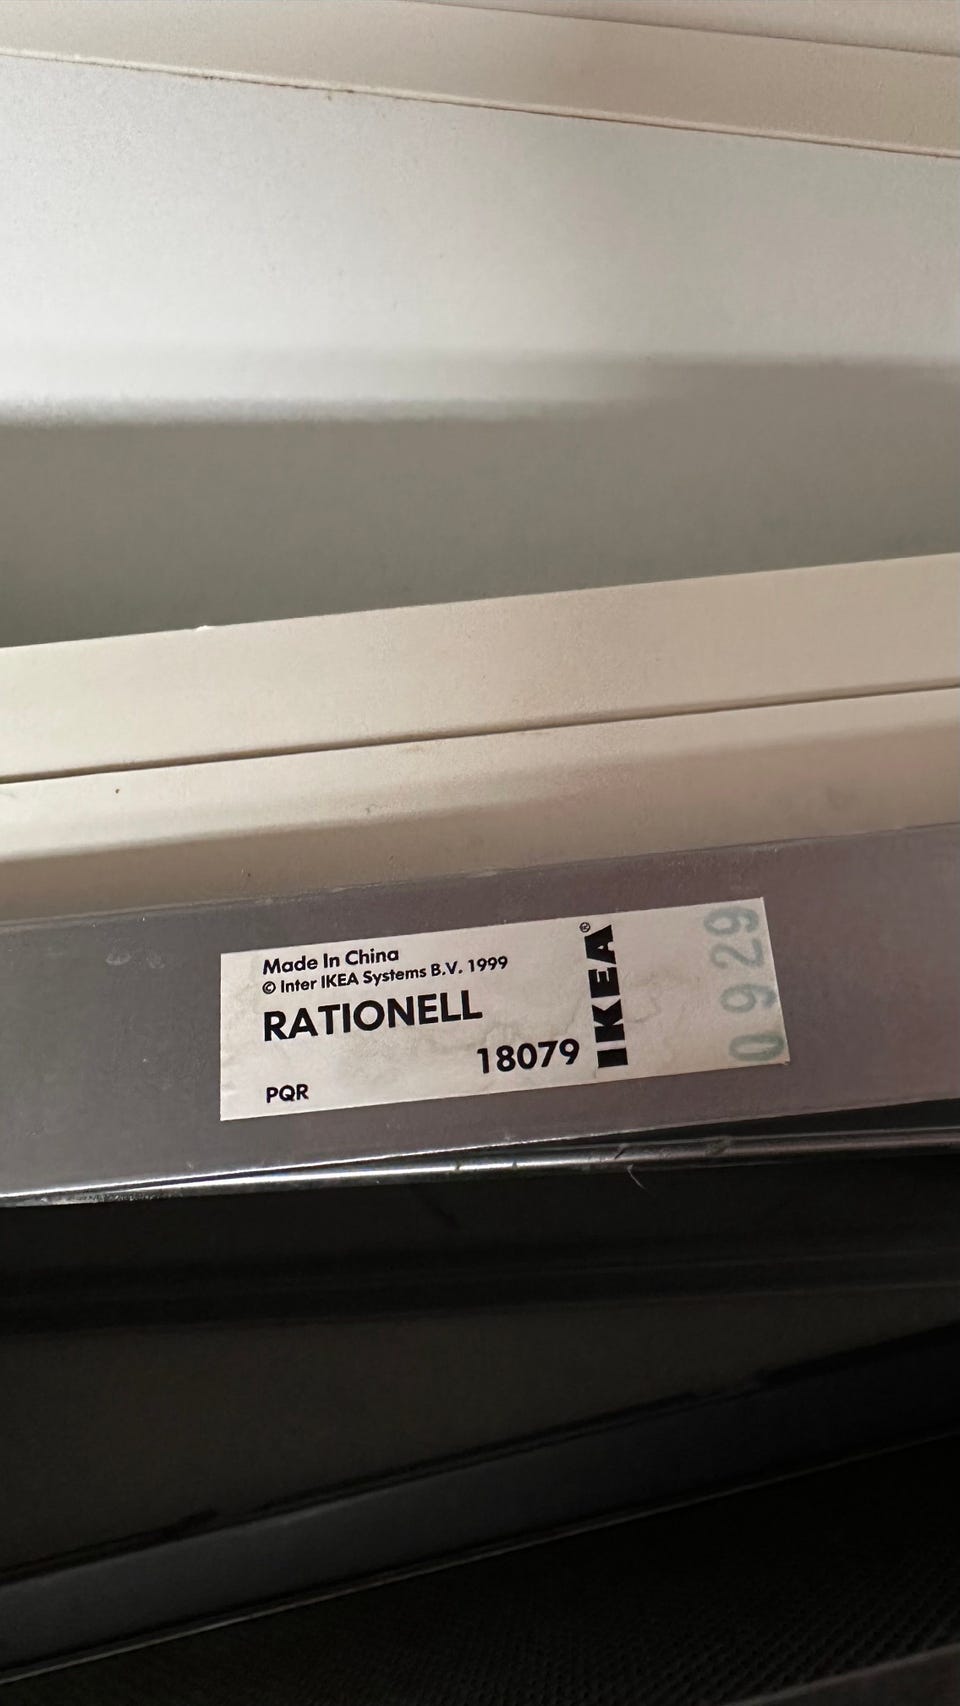 Made In China
© Inter IKEA Systems B.V. 1999
RATIONELL
18079
PQR
IKEA®
0929